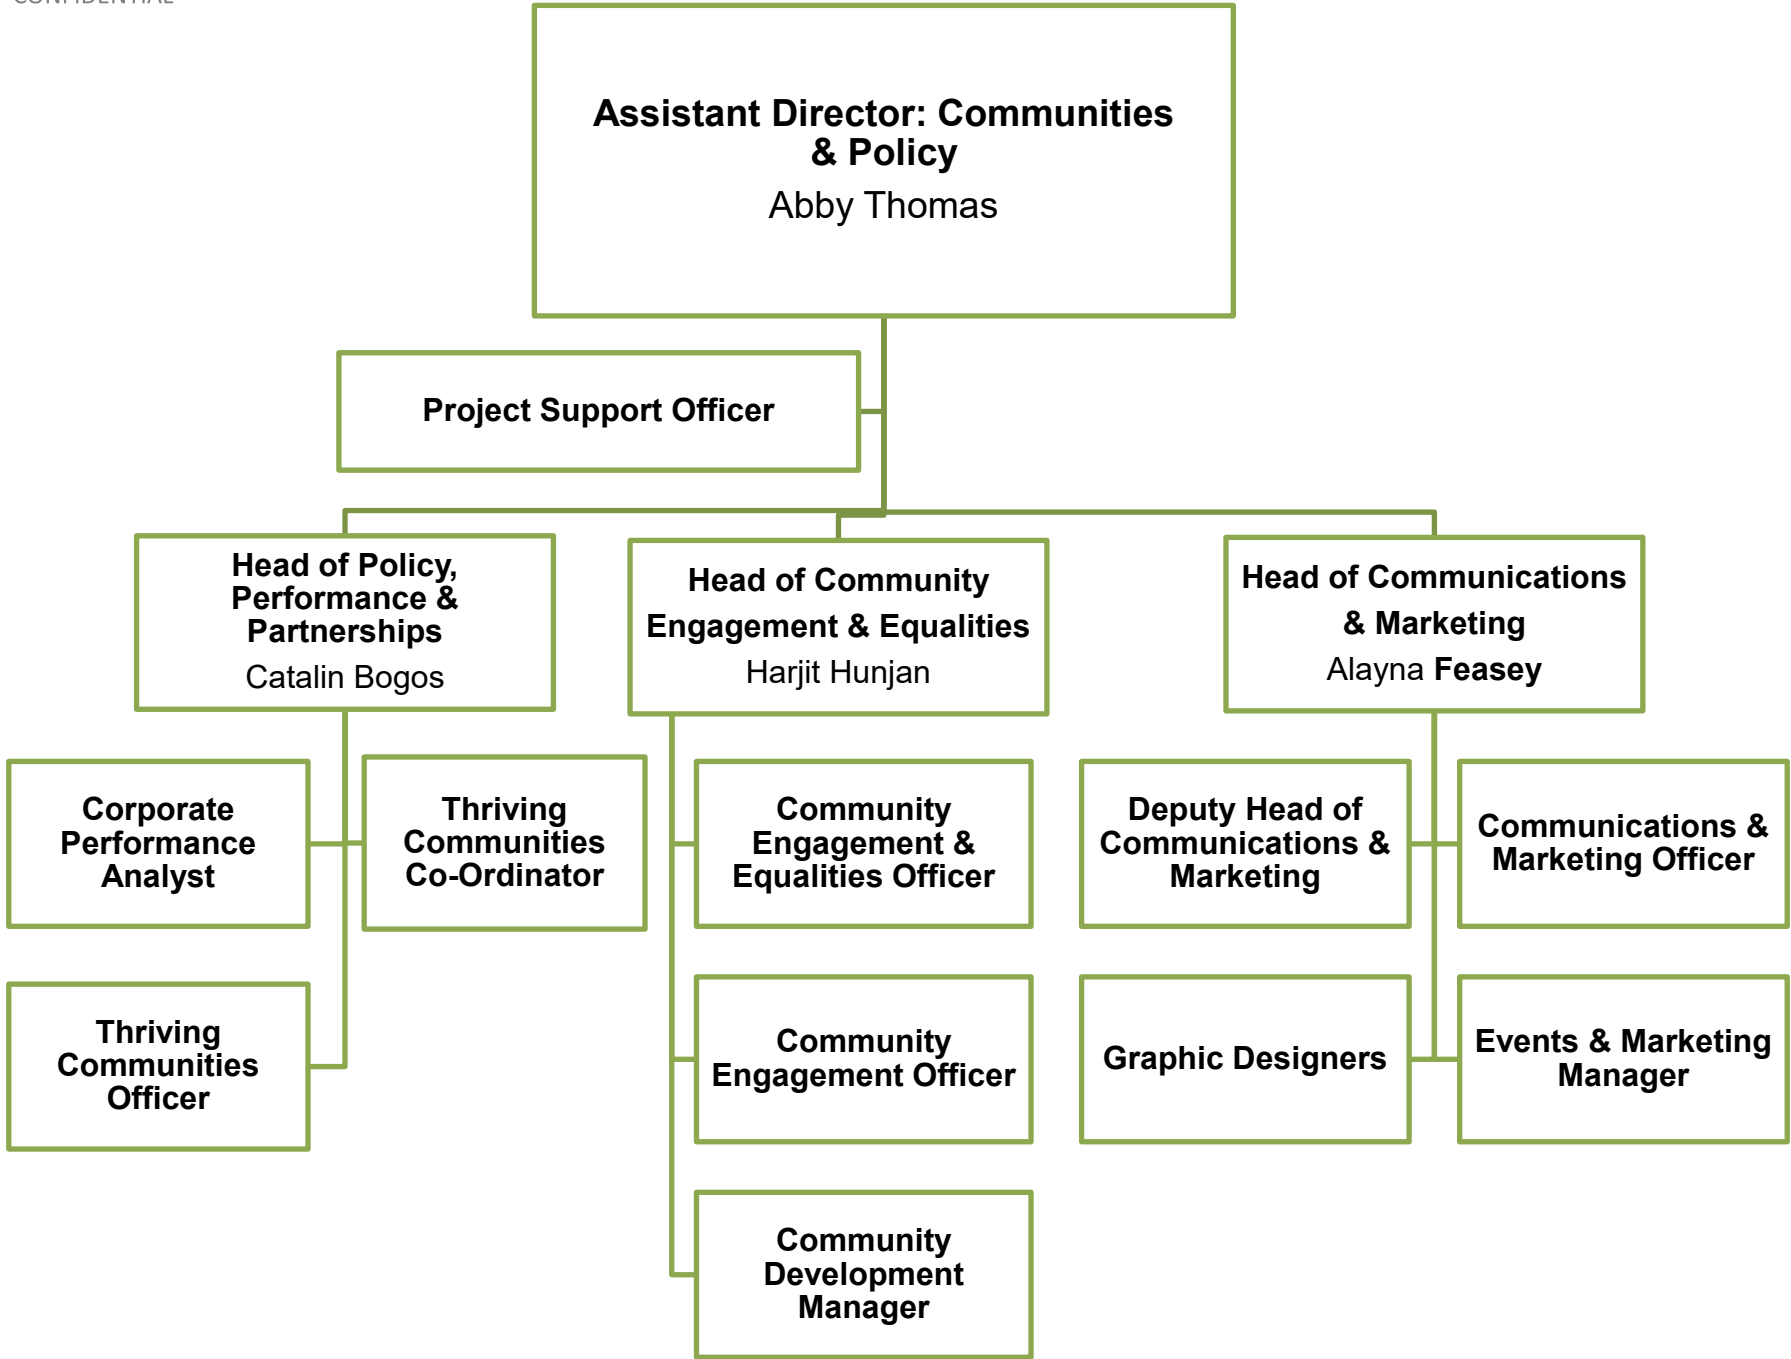 CONFIDENTIAL
Assistant Director: Communities
& Policy
Abby Thomas
Project Support Officer
Head of Policy,
Performance &
Partnerships
Catalin Bogos
Head of Community
Engagement & Equalities
Harjit Hunjan
Head of Communications
& Marketing
Alayna Feasey
Corporate
Performance
Analyst
Thriving
Communities
Co-Ordinator
Community
Engagement &
Equalities Officer
Deputy Head of
Communications &
Marketing
Communications &
Marketing Officer
Thriving
Communities
Officer
Community
Engagement Officer
Graphic Designers
Events & Marketing
Manager
Community
Development
Manager